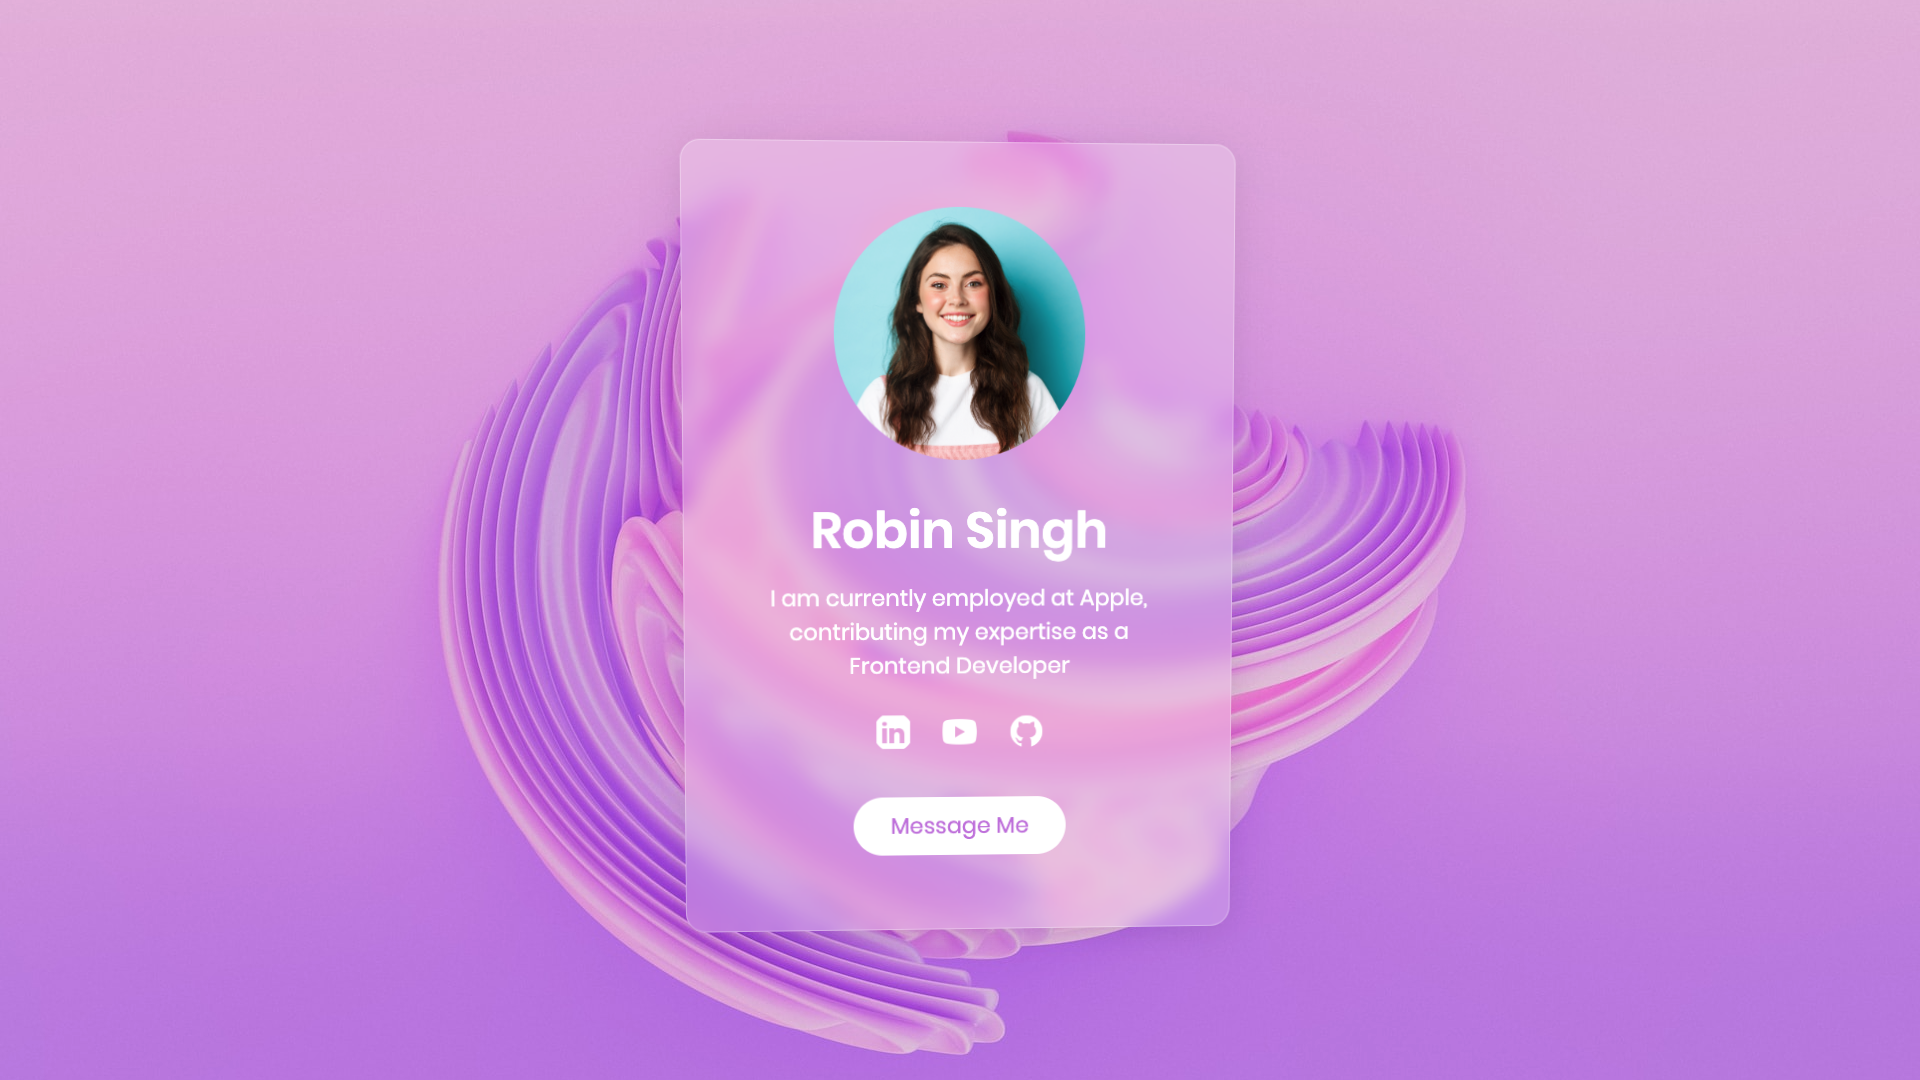 Robin Singh
I am currently employed at Apple,
contributing my expertise as a
Frontend Developer
in
Message Me